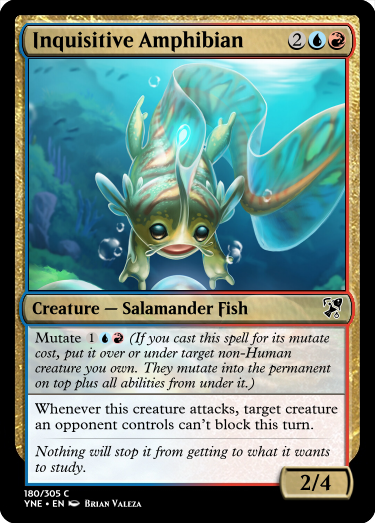 Inquisitive Amphibian 2
Creature — Salamander Fish
Mutate 1 (If you cast this spell for its mutate
cost, put it over or under target non-Human
creature you own. They mutate into the permanent
on top plus all abilities from under it.)
Whenever this creature attacks, target creature
an opponent controls can't block this turn.
Nothing will stop it from getting to what it wants
to study.
2/4
180/305 C
YNE • EN Brian Valeza